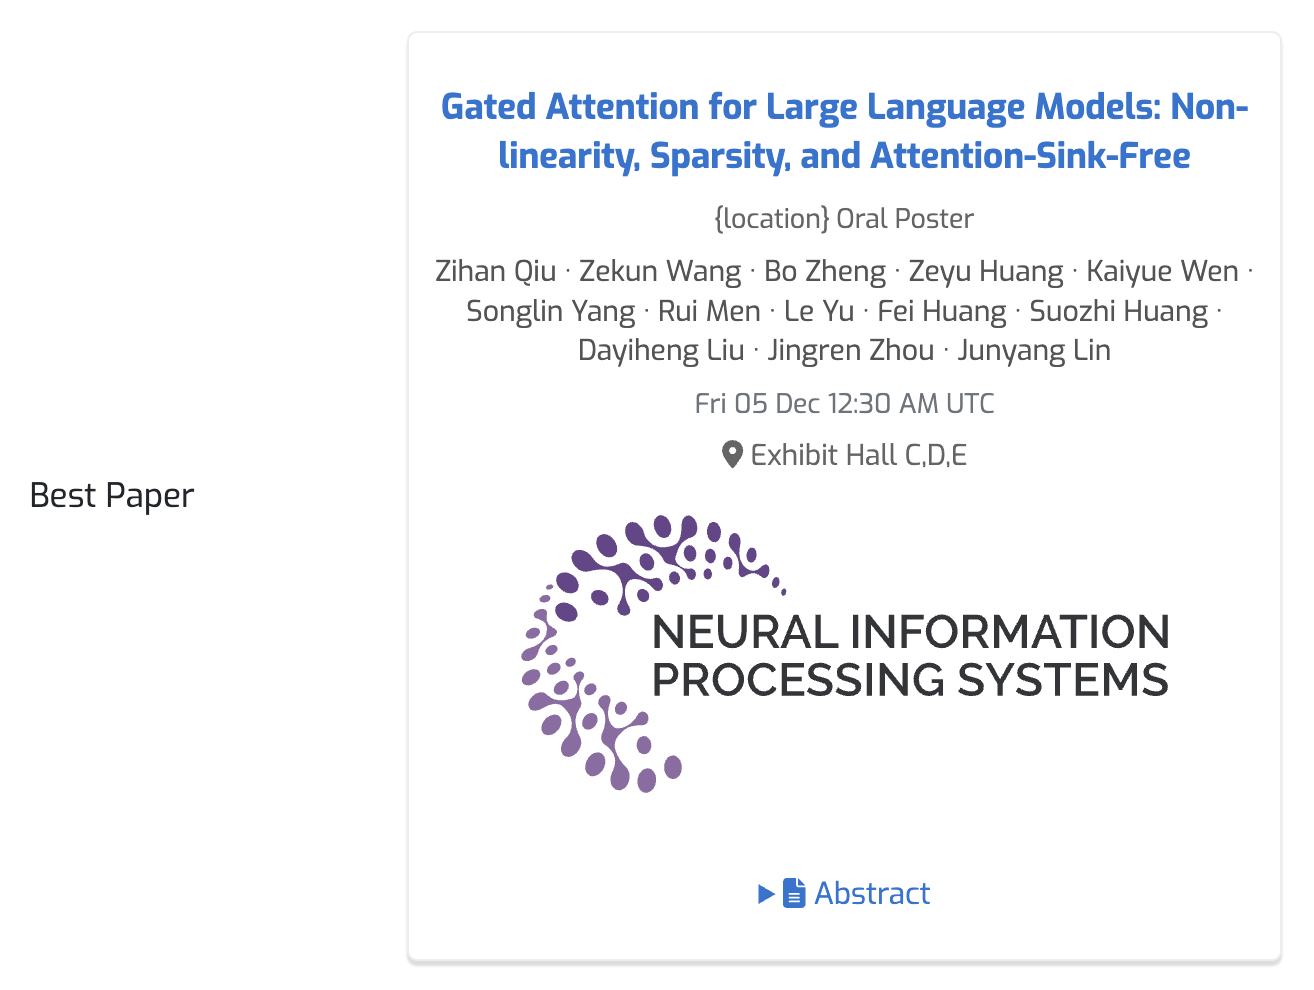 Best Paper
Gated Attention for Large Language Models: Non-
linearity, Sparsity, and Attention-Sink-Free
{location} Oral Poster
Zihan Qiu · Zekun Wang · Bo Zheng · Zeyu Huang · Kaiyue Wen ·
Songlin Yang · Rui Men · Le Yu · Fei Huang · Suozhi Huang ·
Dayiheng Liu · Jingren Zhou · Junyang Lin
Fri 05 Dec 12:30 AM UTC
Exhibit Hall C,D,E
NEURAL INFORMATION
PROCESSING SYSTEMS
Abstract